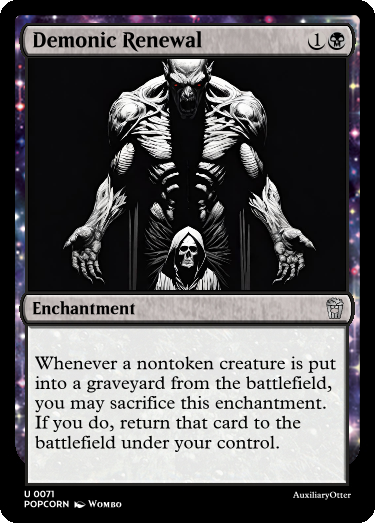 Demonic Renewal 1
Enchantment
Whenever a nontoken creature is put
into a graveyard from the battlefield,
you may sacrifice this enchantment.
If you do, return that card to the
battlefield under your control.
U 0071
POPCORN Wombo
AuxiliaryOtter